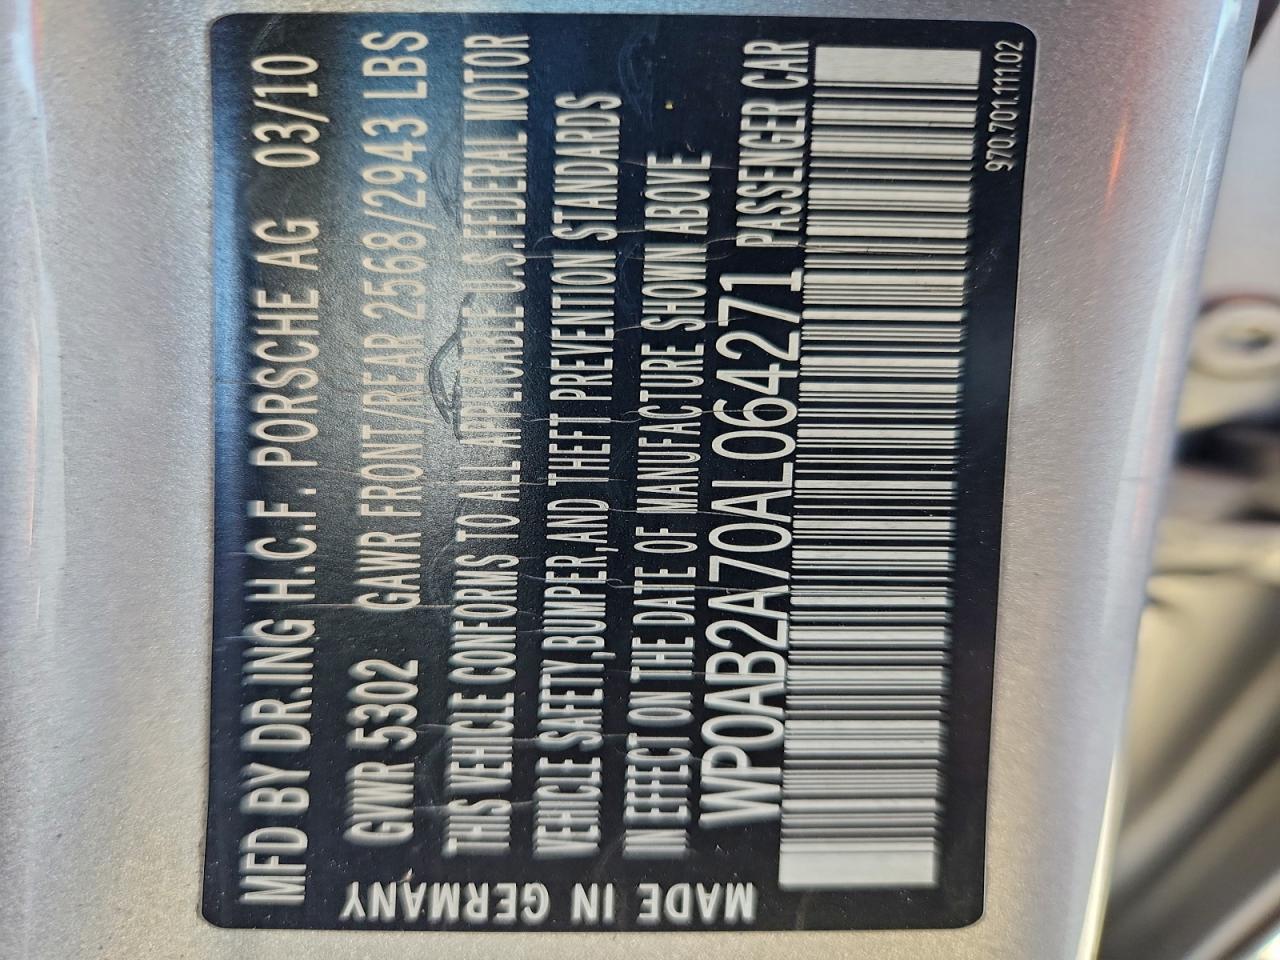 MFD BY DR.ING H.C.F. PORSCHE AG 03/10
GVWR 5302 GAWR FRONT/REAR 2568/2943 LBS
THIS VEHICLE CONFORMS TO ALL APPLICABLE U.S.FEDERAL MOTOR
VEHICLE SAFETY,BUMPER,AND THEFT PREVENTION STANDARDS
IN EFFECT ON THE DATE OF MANUFACTURE SHOWN ABOVE
WP0AB2A70AL064271 PASSENGER CAR
970.701.111.02
MADE IN GERMANY